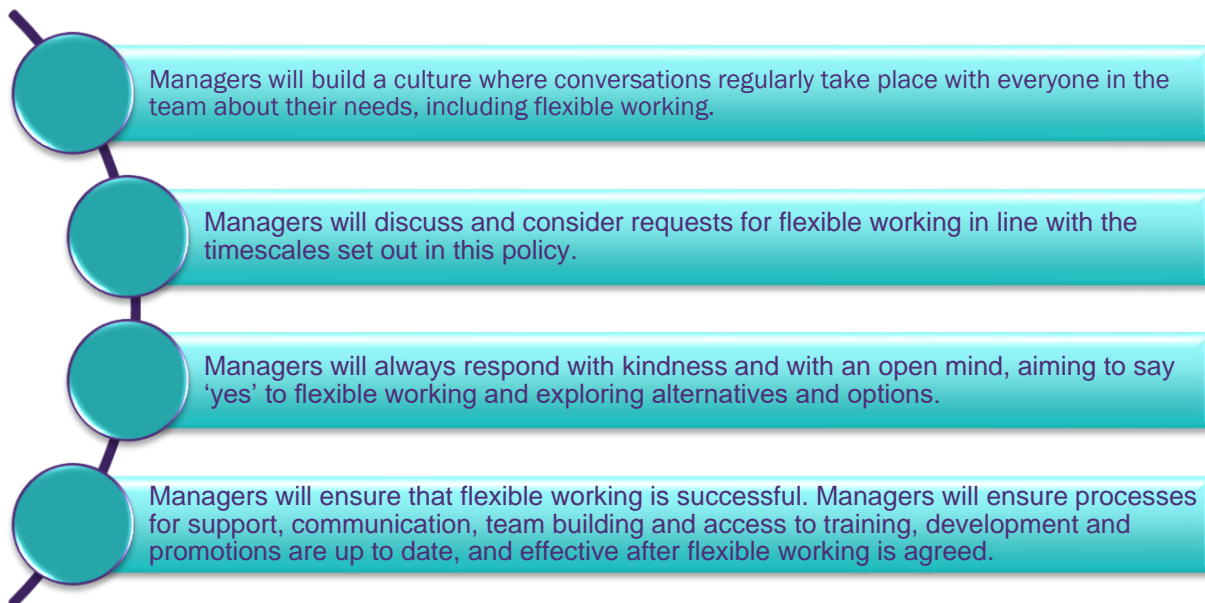 Managers will build a culture where conversations regularly take place with everyone in the
team about their needs, including flexible working.
Managers will discuss and consider requests for flexible working in line with the
timescales set out in this policy.
Managers will always respond with kindness and with an open mind, aiming to say
‘yes’ to flexible working and exploring alternatives and options.
Managers will ensure that flexible working is successful. Managers will ensure processes
for support, communication, team building and access to training, development and
promotions are up to date, and effective after flexible working is agreed.